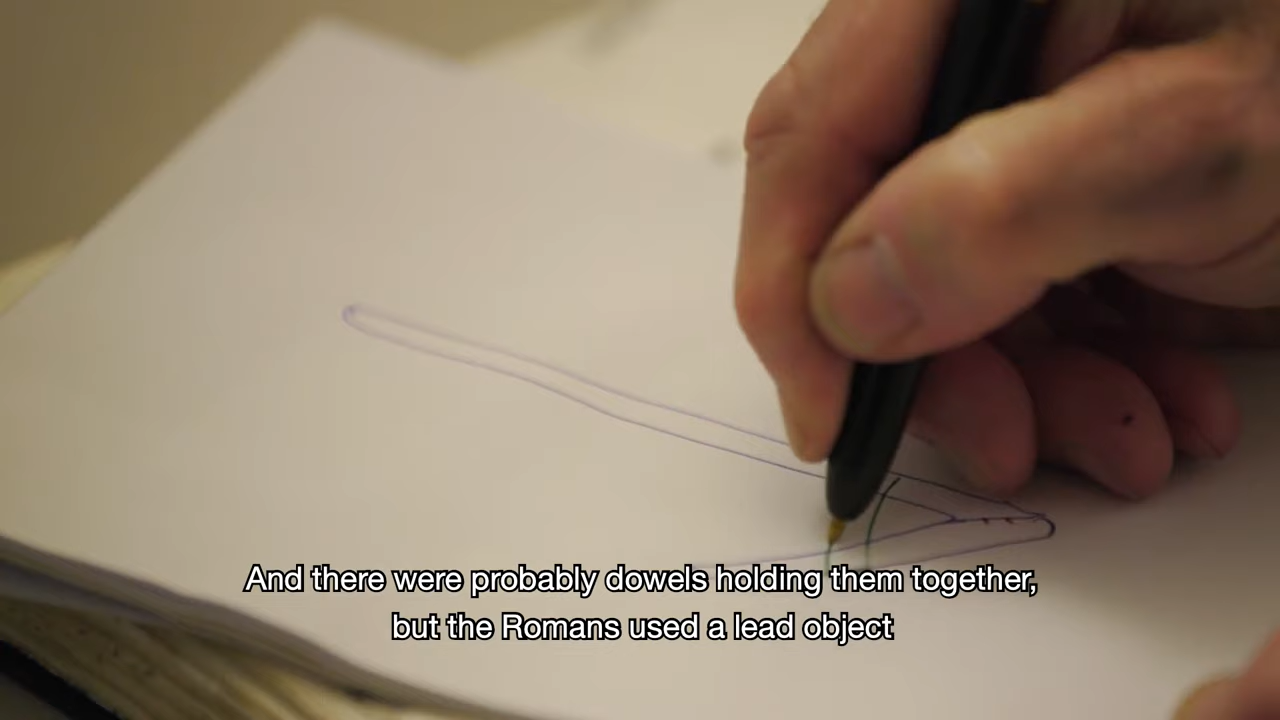 And there were probably dowels holding them together,
but the Romans used a lead object